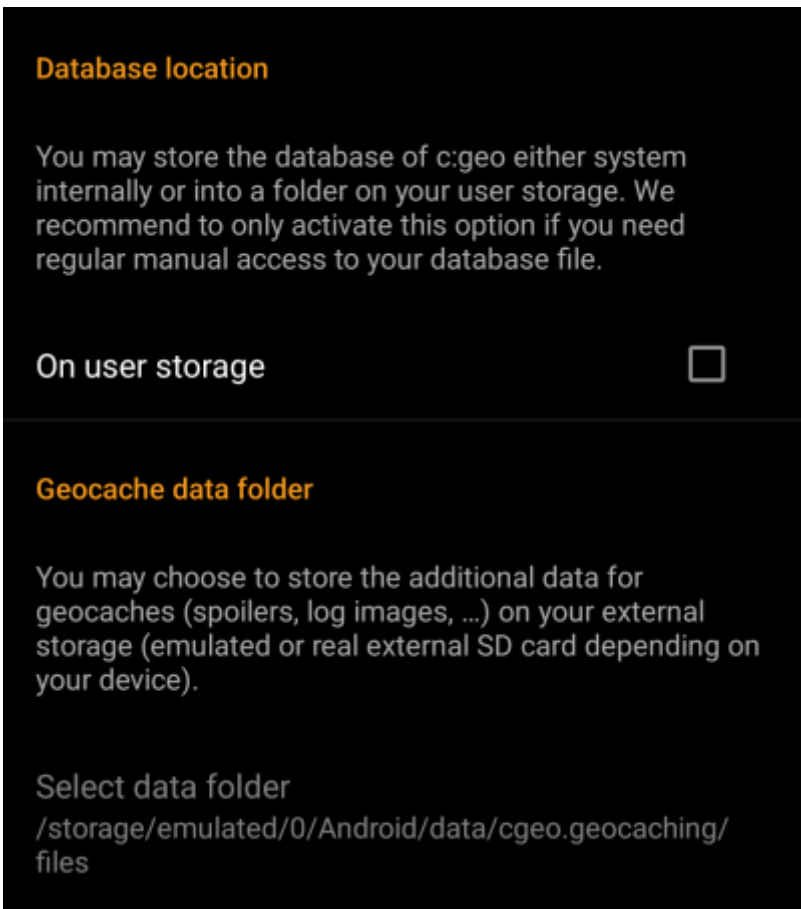 Database location
You may store the database of c:geo either system
internally or into a folder on your user storage. We
recommend to only activate this option if you need
regular manual access to your database file.
On user storage
Geocache data folder
You may choose to store the additional data for
geocaches (spoilers, log images, …) on your external
storage (emulated or real external SD card depending on
your device).
Select data folder
/storage/emulated/0/Android/data/cgeo.geocaching/
files